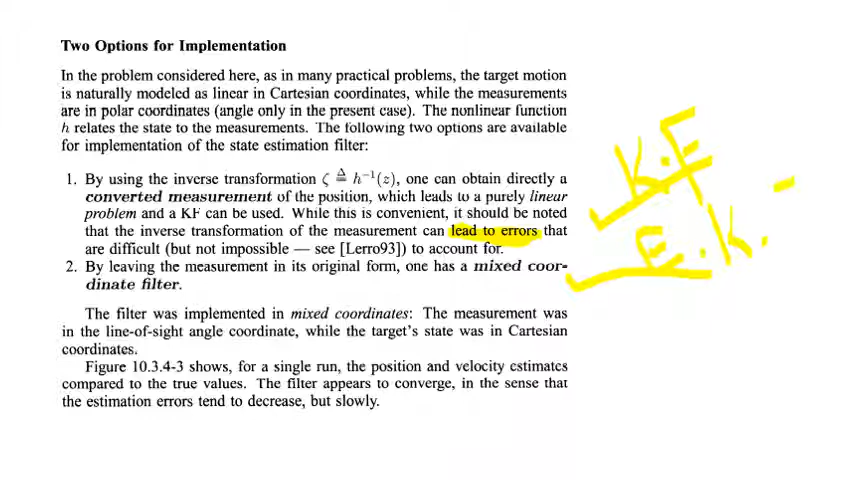 Two Options for Implementation
In the problem considered here, as in many practical problems, the target motion
is naturally modeled as linear in Cartesian coordinates, while the measurements
are in polar coordinates (angle only in the present case). The nonlinear function
h relates the state to the measurements. The following two options are available
for implementation of the state estimation filter:
1. By using the inverse transformation ζ ≜ h⁻¹(z), one can obtain directly a
converted measurement of the position, which leads to a purely linear
problem and a KF can be used. While this is convenient, it should be noted
that the inverse transformation of the measurement can lead to errors that
are difficult (but not impossible — see [Lerro93]) to account for.
2. By leaving the measurement in its original form, one has a mixed coor-
dinate filter.
The filter was implemented in mixed coordinates: The measurement was
in the line-of-sight angle coordinate, while the target's state was in Cartesian
coordinates.
Figure 10.3.4-3 shows, for a single run, the position and velocity estimates
compared to the true values. The filter appears to converge, in the sense that
the estimation errors tend to decrease, but slowly.
K.F
E.K.